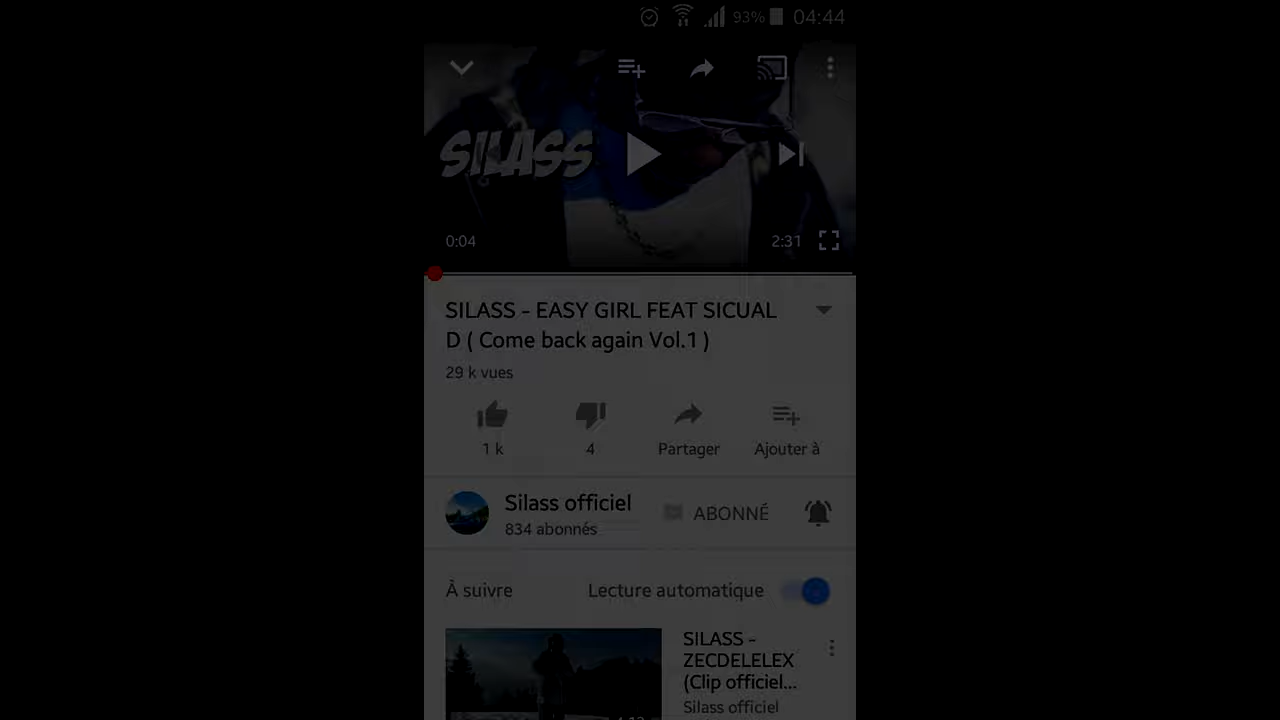 93% 04:44
SILASS
0:04 2:31
SILASS - EASY GIRL FEAT SICUAL
D ( Come back again Vol.1 )
29 k vues
1 k 4 Partager Ajouter à
Silass officiel
834 abonnés
ABONNÉ
À suivre Lecture automatique
SILASS -
ZECDELELEX
(Clip officiel...
Silass officiel